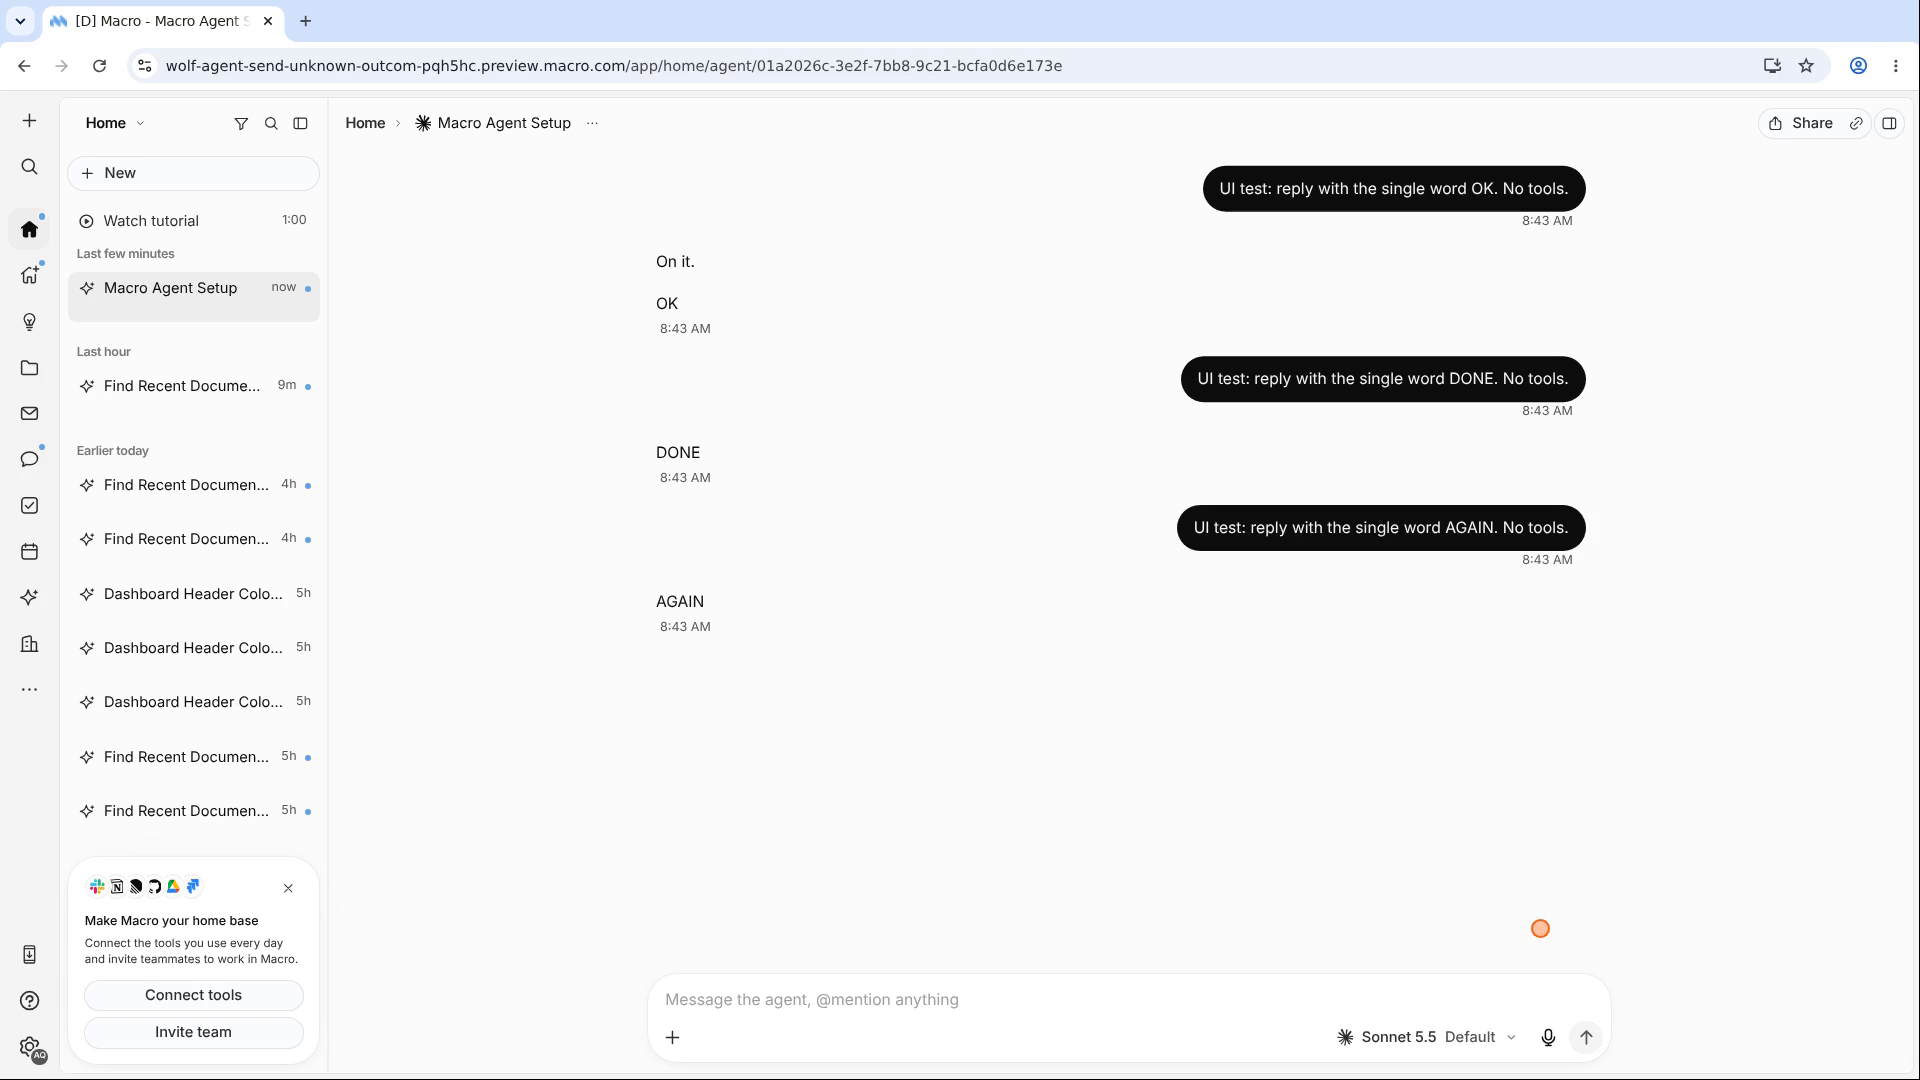 [D] Macro - Macro Agent S
wolf-agent-send-unknown-outcom-pqh5hc.preview.macro.com/app/home/agent/01a2026c-3e2f-7bb8-9c21-bcfa0d6e173e
Home
New
Watch tutorial 1:00
Last few minutes
Macro Agent Setup now
Last hour
Find Recent Docume... 9m
Earlier today
Find Recent Documen... 4h
Find Recent Documen... 4h
Dashboard Header Colo... 5h
Dashboard Header Colo... 5h
Dashboard Header Colo... 5h
Find Recent Documen... 5h
Find Recent Documen... 5h
Make Macro your home base
Connect the tools you use every day
and invite teammates to work in Macro.
Connect tools
Invite team
AQ
Home › Macro Agent Setup ...
Share
UI test: reply with the single word OK. No tools.
8:43 AM
On it.
OK
8:43 AM
UI test: reply with the single word DONE. No tools.
8:43 AM
DONE
8:43 AM
UI test: reply with the single word AGAIN. No tools.
8:43 AM
AGAIN
8:43 AM
Message the agent, @mention anything
Sonnet 5.5 Default